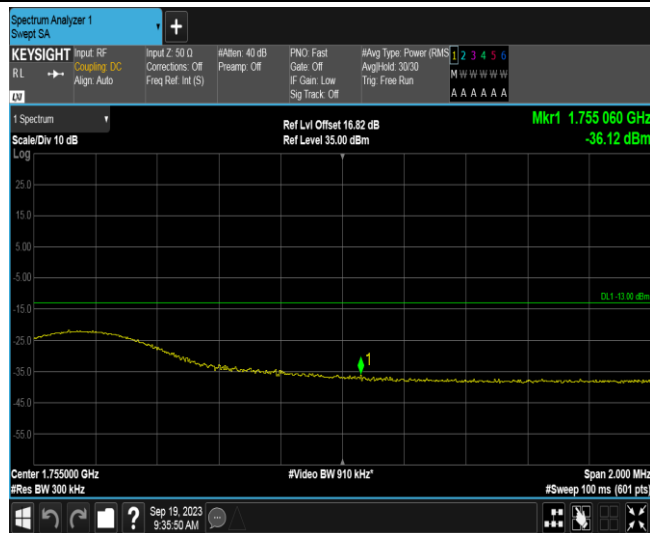 Spectrum Analyzer 1
Swept SA
+
KEYSIGHT
RL
LXI
Input: RF
Coupling: DC
Align: Auto
Input Z: 50 Ω
Corrections: Off
Freq Ref: Int (S)
#Atten: 40 dB
Preamp: Off
PNO: Fast
Gate: Off
IF Gain: Low
Sig Track: Off
#Avg Type: Power (RMS
Avg|Hold: 30/30
Trig: Free Run
1 2 3 4 5 6
M W W W W W
A A A A A A
1 Spectrum
Scale/Div 10 dB
Ref Lvl Offset 16.82 dB
Ref Level 35.00 dBm
Mkr1 1.755 060 GHz
-36.12 dBm
Log
25.0
15.0
5.00
-5.00
DL1 -13.00 dBm
-15.0
-25.0
1
-35.0
-45.0
-55.0
Center 1.755000 GHz
#Video BW 910 kHz*
Span 2.000 MHz
#Res BW 300 kHz
#Sweep 100 ms (601 pts)
?
Sep 19, 2023
9:35:50 AM